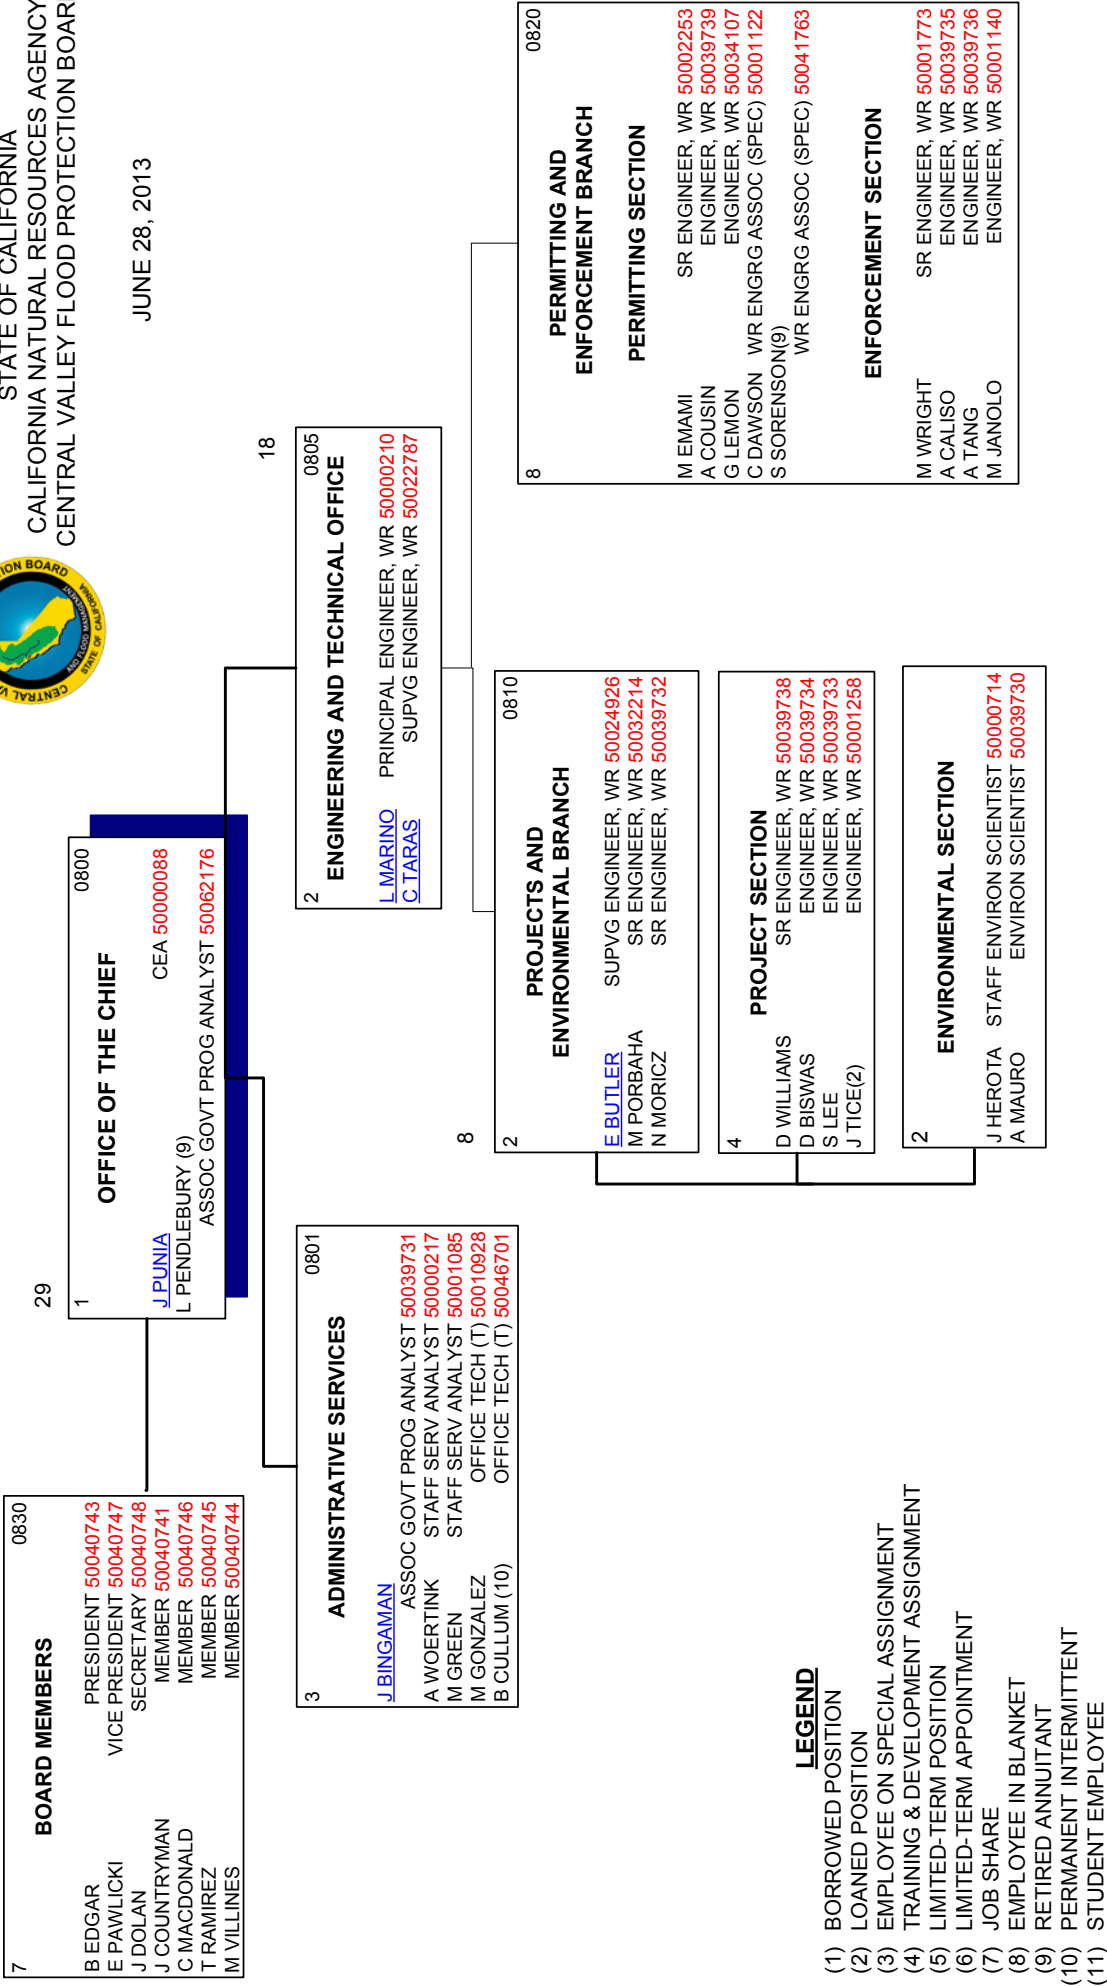 STATE OF CALIFORNIA
CALIFORNIA NATURAL RESOURCES AGENCY
CENTRAL VALLEY FLOOD PROTECTION BOAR
JUNE 28, 2013
ION BOARD
CENTRAL VA
AND FLOOD MANAGEMENT
STATE OF CALIFORNIA
7 0830
BOARD MEMBERS
B EDGAR PRESIDENT 50040743
E PAWLICKI VICE PRESIDENT 50040747
J DOLAN SECRETARY 50040748
J COUNTRYMAN MEMBER 50040741
C MACDONALD MEMBER 50040746
T RAMIREZ MEMBER 50040745
M VILLINES MEMBER 50040744
29
1 0800
OFFICE OF THE CHIEF
J PUNIA CEA 50000088
L PENDLEBURY (9)
ASSOC GOVT PROG ANALYST 50062176
3 0801
ADMINISTRATIVE SERVICES
J BINGAMAN
ASSOC GOVT PROG ANALYST 50039731
A WOERTINK STAFF SERV ANALYST 50000217
M GREEN STAFF SERV ANALYST 50001085
M GONZALEZ OFFICE TECH (T) 50010928
B CULLUM (10) OFFICE TECH (T) 50046701
18
2 0805
ENGINEERING AND TECHNICAL OFFICE
L MARINO PRINCIPAL ENGINEER, WR 50000210
C TARAS SUPVG ENGINEER, WR 50022787
8
2 0810
PROJECTS AND
ENVIRONMENTAL BRANCH
E BUTLER SUPVG ENGINEER, WR 50024926
M PORBAHA SR ENGINEER, WR 50032214
N MORICZ SR ENGINEER, WR 50039732
4
PROJECT SECTION
D WILLIAMS SR ENGINEER, WR 50039738
D BISWAS ENGINEER, WR 50039734
S LEE ENGINEER, WR 50039733
J TICE(2) ENGINEER, WR 50001258
2
ENVIRONMENTAL SECTION
J HEROTA STAFF ENVIRON SCIENTIST 50000714
A MAURO ENVIRON SCIENTIST 50039730
8 0820
PERMITTING AND
ENFORCEMENT BRANCH
PERMITTING SECTION
M EMAMI SR ENGINEER, WR 50002253
A COUSIN ENGINEER, WR 50039739
G LEMON ENGINEER, WR 50034107
C DAWSON WR ENGRG ASSOC (SPEC) 50001122
S SORENSON(9)
WR ENGRG ASSOC (SPEC) 50041763
ENFORCEMENT SECTION
M WRIGHT SR ENGINEER, WR 50001773
A CALISO ENGINEER, WR 50039735
A TANG ENGINEER, WR 50039736
M JANOLO ENGINEER, WR 50001140
LEGEND
(1) BORROWED POSITION
(2) LOANED POSITION
(3) EMPLOYEE ON SPECIAL ASSIGNMENT
(4) TRAINING & DEVELOPMENT ASSIGNMENT
(5) LIMITED-TERM POSITION
(6) LIMITED-TERM APPOINTMENT
(7) JOB SHARE
(8) EMPLOYEE IN BLANKET
(9) RETIRED ANNUITANT
(10) PERMANENT INTERMITTENT
(11) STUDENT EMPLOYEE